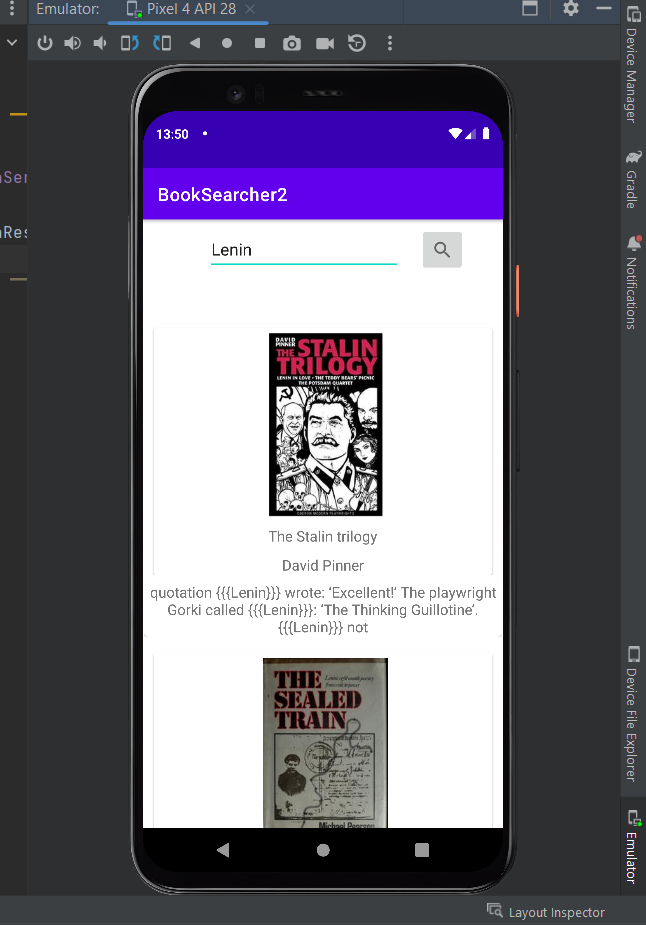 Emulator: Pixel 4 API 28
Device Manager
nSer
Gradle
nRes
Notifications
13:50
BookSearcher2
Lenin
DAVID
PINNER
THE STALIN
TRILOGY
LENIN IN LOVE • THE TEDDY BEARS' PICNIC
THE POTSDAM QUARTET
The Stalin trilogy
David Pinner
quotation {{{Lenin}}} wrote: ‘Excellent!’ The playwright
Gorki called {{{Lenin}}}: ‘The Thinking Guillotine’.
{{{Lenin}}} not
THE
SEALED
TRAIN
Michael Pearson
Device File Explorer
Emulator
Layout Inspector